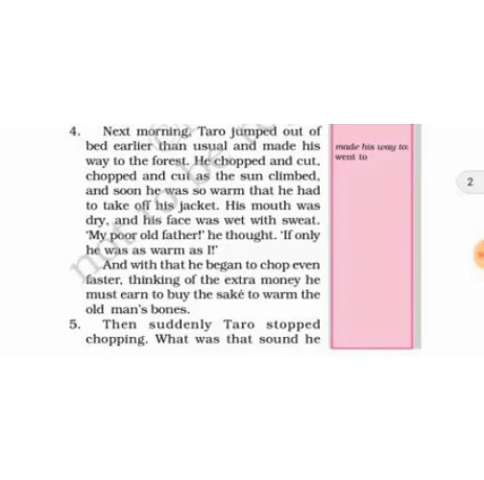 4. Next morning, Taro jumped out of
bed earlier than usual and made his
way to the forest. He chopped and cut,
chopped and cut as the sun climbed,
and soon he was so warm that he had
to take off his jacket. His mouth was
dry, and his face was wet with sweat.
‘My poor old father!’ he thought. ‘If only
he was as warm as I!’
And with that he began to chop even
faster, thinking of the extra money he
must earn to buy the saké to warm the
old man's bones.
5. Then suddenly Taro stopped
chopping. What was that sound he
made his way to:
went to
2
not to be